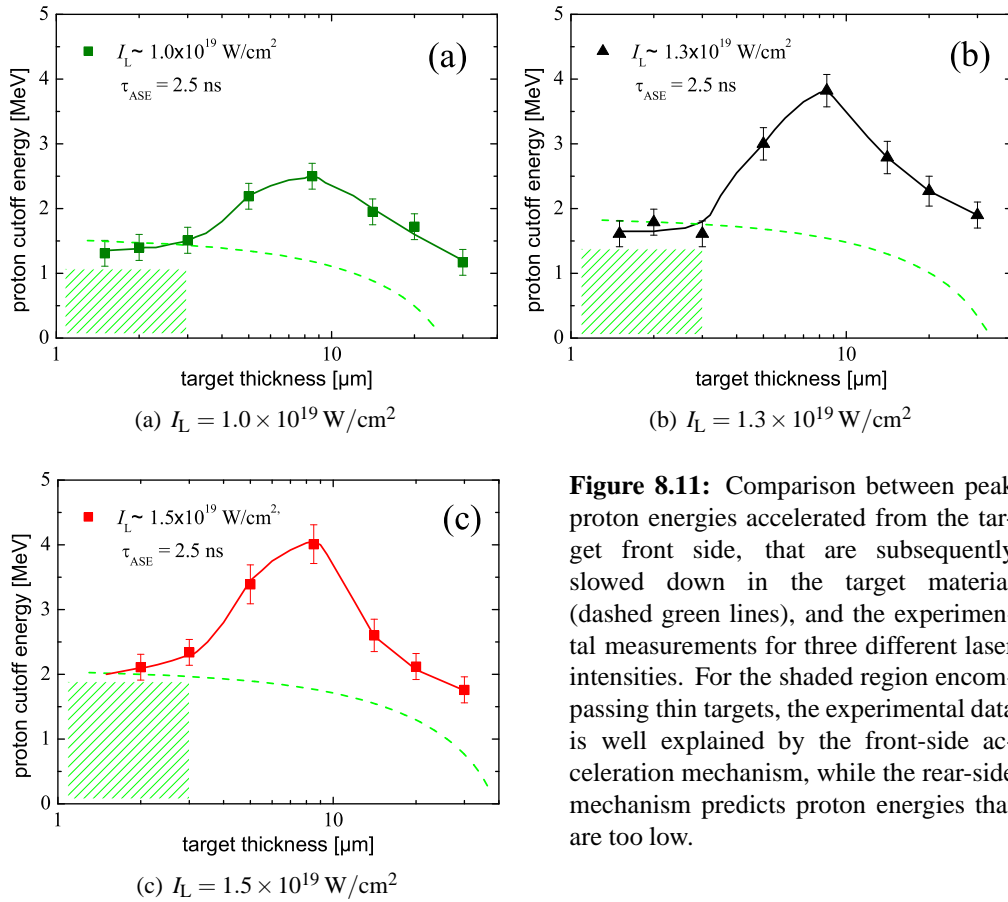 I_L ~ 1.0x10^19 W/cm^2
τ_ASE = 2.5 ns
(a)
proton cutoff energy [MeV]
5
4
3
2
1
0
1
10
target thickness [µm]
(a) I_L = 1.0 × 10^19 W/cm^2
I_L ~ 1.3x10^19 W/cm^2
τ_ASE = 2.5 ns
(b)
proton cutoff energy [MeV]
5
4
3
2
1
0
1
10
target thickness [µm]
(b) I_L = 1.3 × 10^19 W/cm^2
I_L ~ 1.5x10^19 W/cm^2,
τ_ASE = 2.5 ns
(c)
proton cutoff energy [MeV]
5
4
3
2
1
0
1
10
target thickness [µm]
(c) I_L = 1.5 × 10^19 W/cm^2
Figure 8.11: Comparison between peak
proton energies accelerated from the tar-
get front side, that are subsequently
slowed down in the target materia
(dashed green lines), and the experimen
tal measurements for three different laser
intensities. For the shaded region encom-
passing thin targets, the experimental data
is well explained by the front-side ac-
celeration mechanism, while the rear-side
mechanism predicts proton energies tha
are too low.